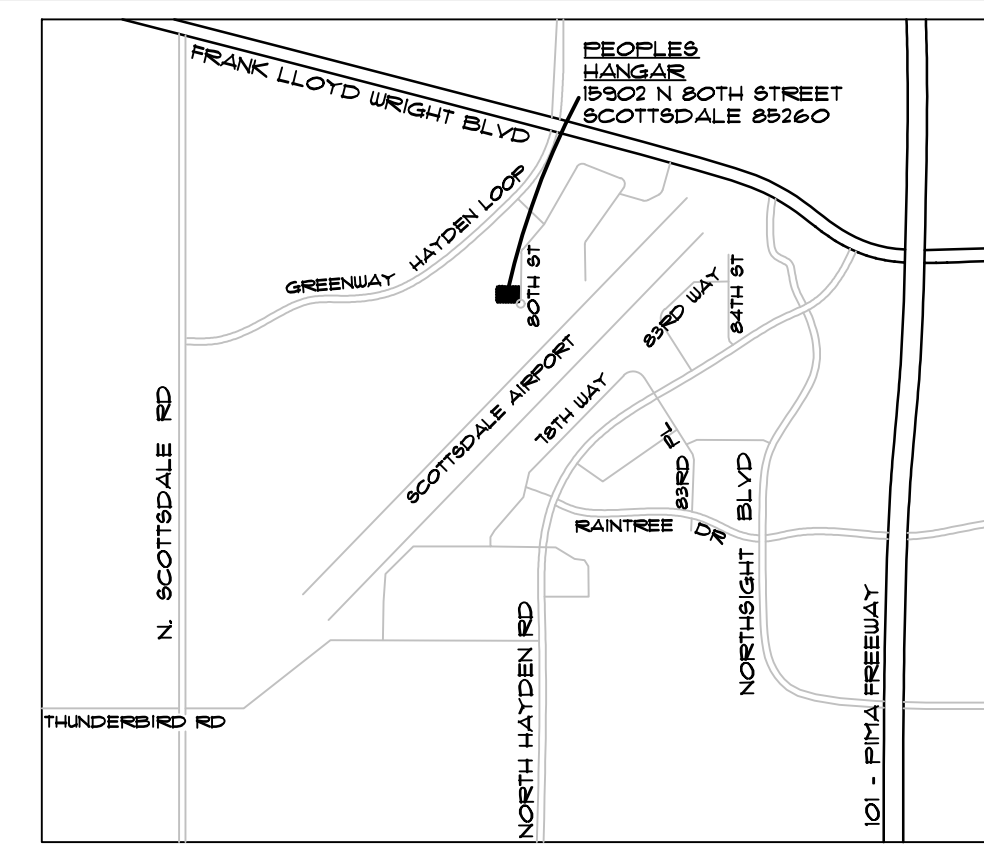 PEOPLES
HANGAR
15902 N 80TH STREET
SCOTTSDALE 85260
FRANK LLOYD WRIGHT BLVD
GREENWAY HAYDEN LOOP
80TH ST
83RD WAY
84TH ST
SCOTTSDALE AIRPORT
78TH WAY
83RD PL
N. SCOTTSDALE RD
RAINTREE DR
NORTHSIGHT BLVD
NORTH HAYDEN RD
101 - PIMA FREEWAY
THUNDERBIRD RD